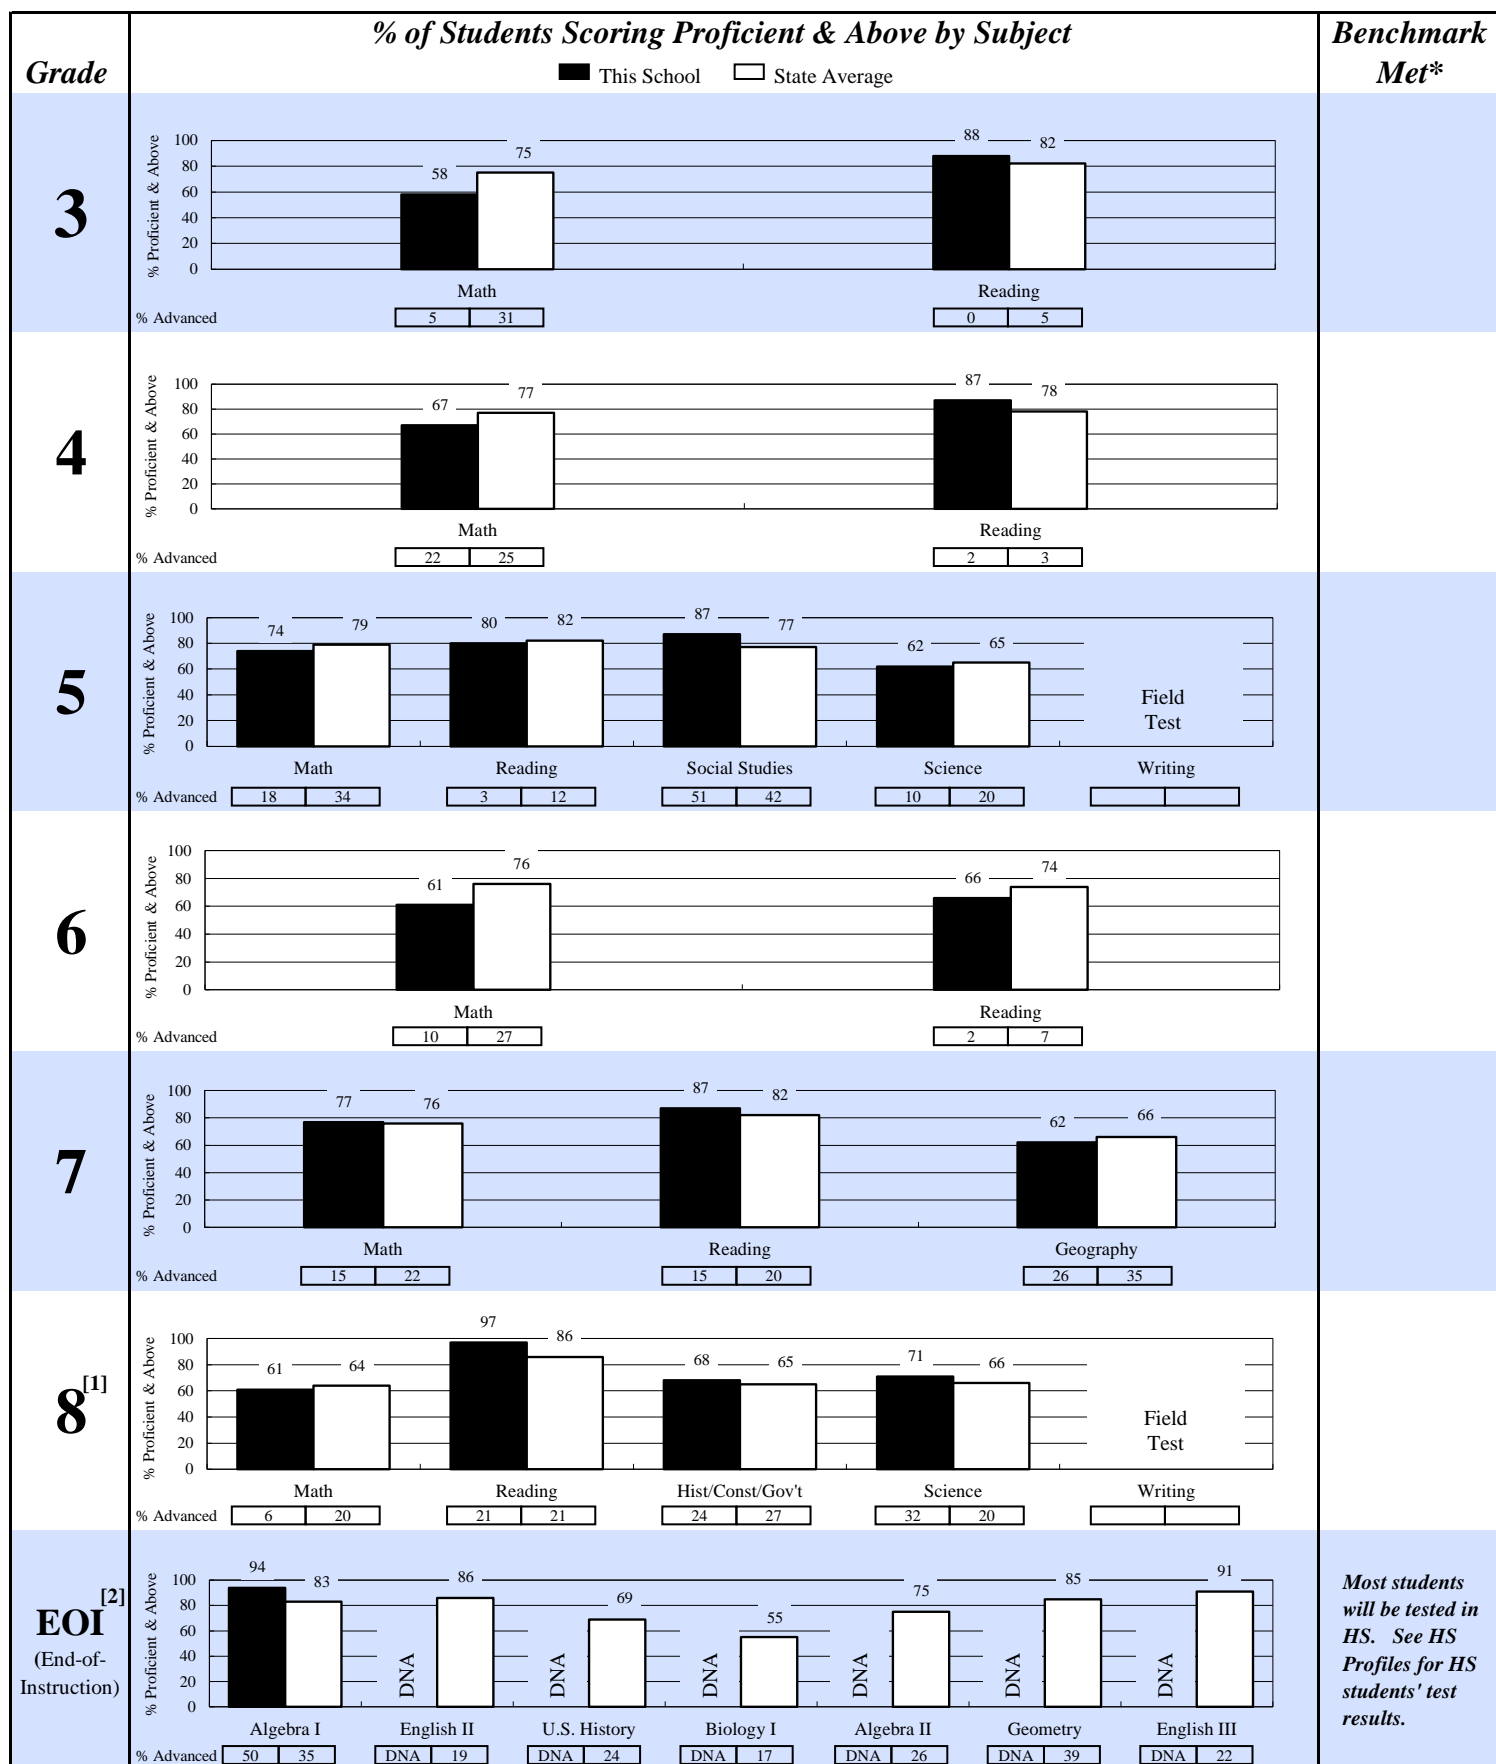 % of Students Scoring Proficient & Above by Subject
Benchmark
Met*
Grade
This School
State Average
3
% Proficient & Above
100
80
60
40
20
0
58
75
88
82
Math
Reading
% Advanced
5
31
0
5
4
% Proficient & Above
100
80
60
40
20
0
67
77
87
78
Math
Reading
% Advanced
22
25
2
3
5
% Proficient & Above
100
80
60
40
20
0
74
79
80
82
87
77
62
65
Field
Test
Math
Reading
Social Studies
Science
Writing
% Advanced
18
34
3
12
51
42
10
20
6
% Proficient & Above
100
80
60
40
20
0
61
76
66
74
Math
Reading
% Advanced
10
27
2
7
7
% Proficient & Above
100
80
60
40
20
0
77
76
87
82
62
66
Math
Reading
Geography
% Advanced
15
22
15
20
26
35
8[1]
% Proficient & Above
100
80
60
40
20
0
61
64
97
86
68
65
71
66
Field
Test
Math
Reading
Hist/Const/Gov't
Science
Writing
% Advanced
6
20
21
21
24
27
32
20
EOI[2]
(End-of-
Instruction)
% Proficient & Above
100
80
60
40
20
0
94
83
DNA
86
DNA
69
DNA
55
DNA
75
DNA
85
DNA
91
Algebra I
English II
U.S. History
Biology I
Algebra II
Geometry
English III
% Advanced
50
35
DNA
19
DNA
24
DNA
17
DNA
26
DNA
39
DNA
22
Most students
will be tested in
HS. See HS
Profiles for HS
students' test
results.